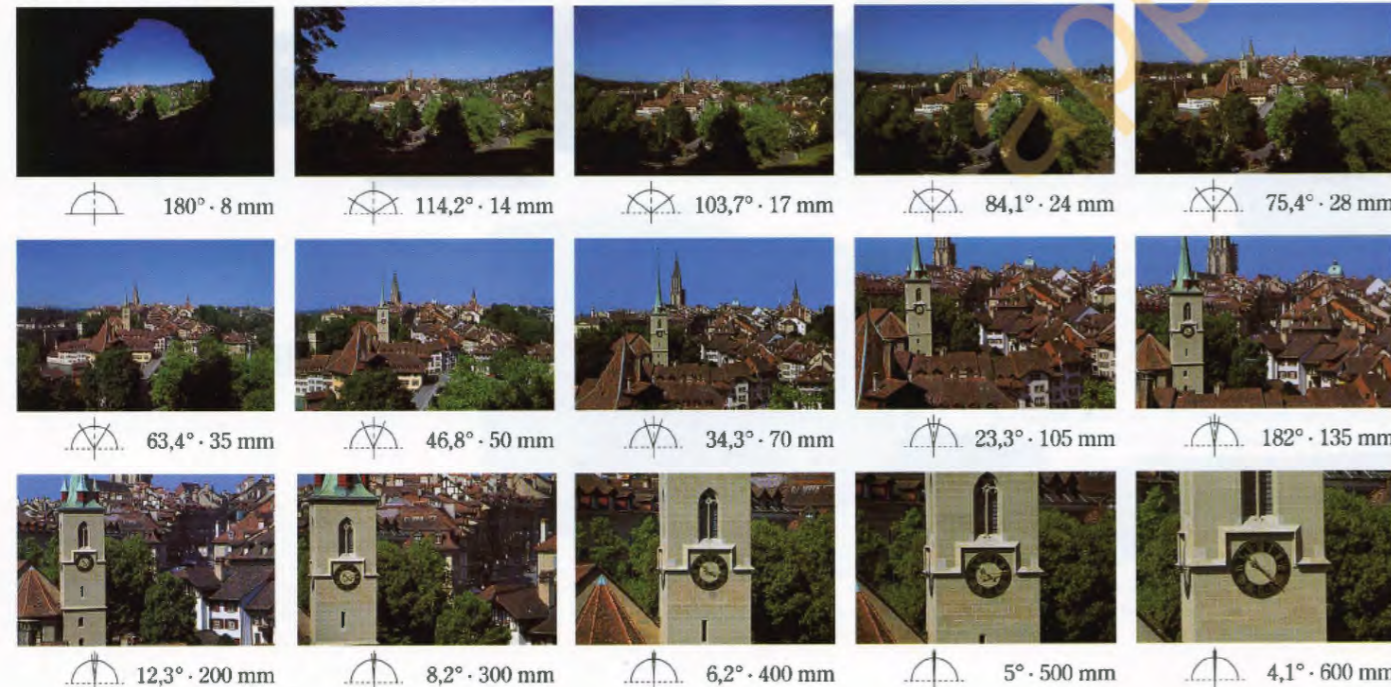 180° · 8 mm
114,2° · 14 mm
103,7° · 17 mm
84,1° · 24 mm
75,4° · 28 mm
63,4° · 35 mm
46,8° · 50 mm
34,3° · 70 mm
23,3° · 105 mm
182° · 135 mm
12,3° · 200 mm
8,2° · 300 mm
6,2° · 400 mm
5° · 500 mm
4,1° · 600 mm